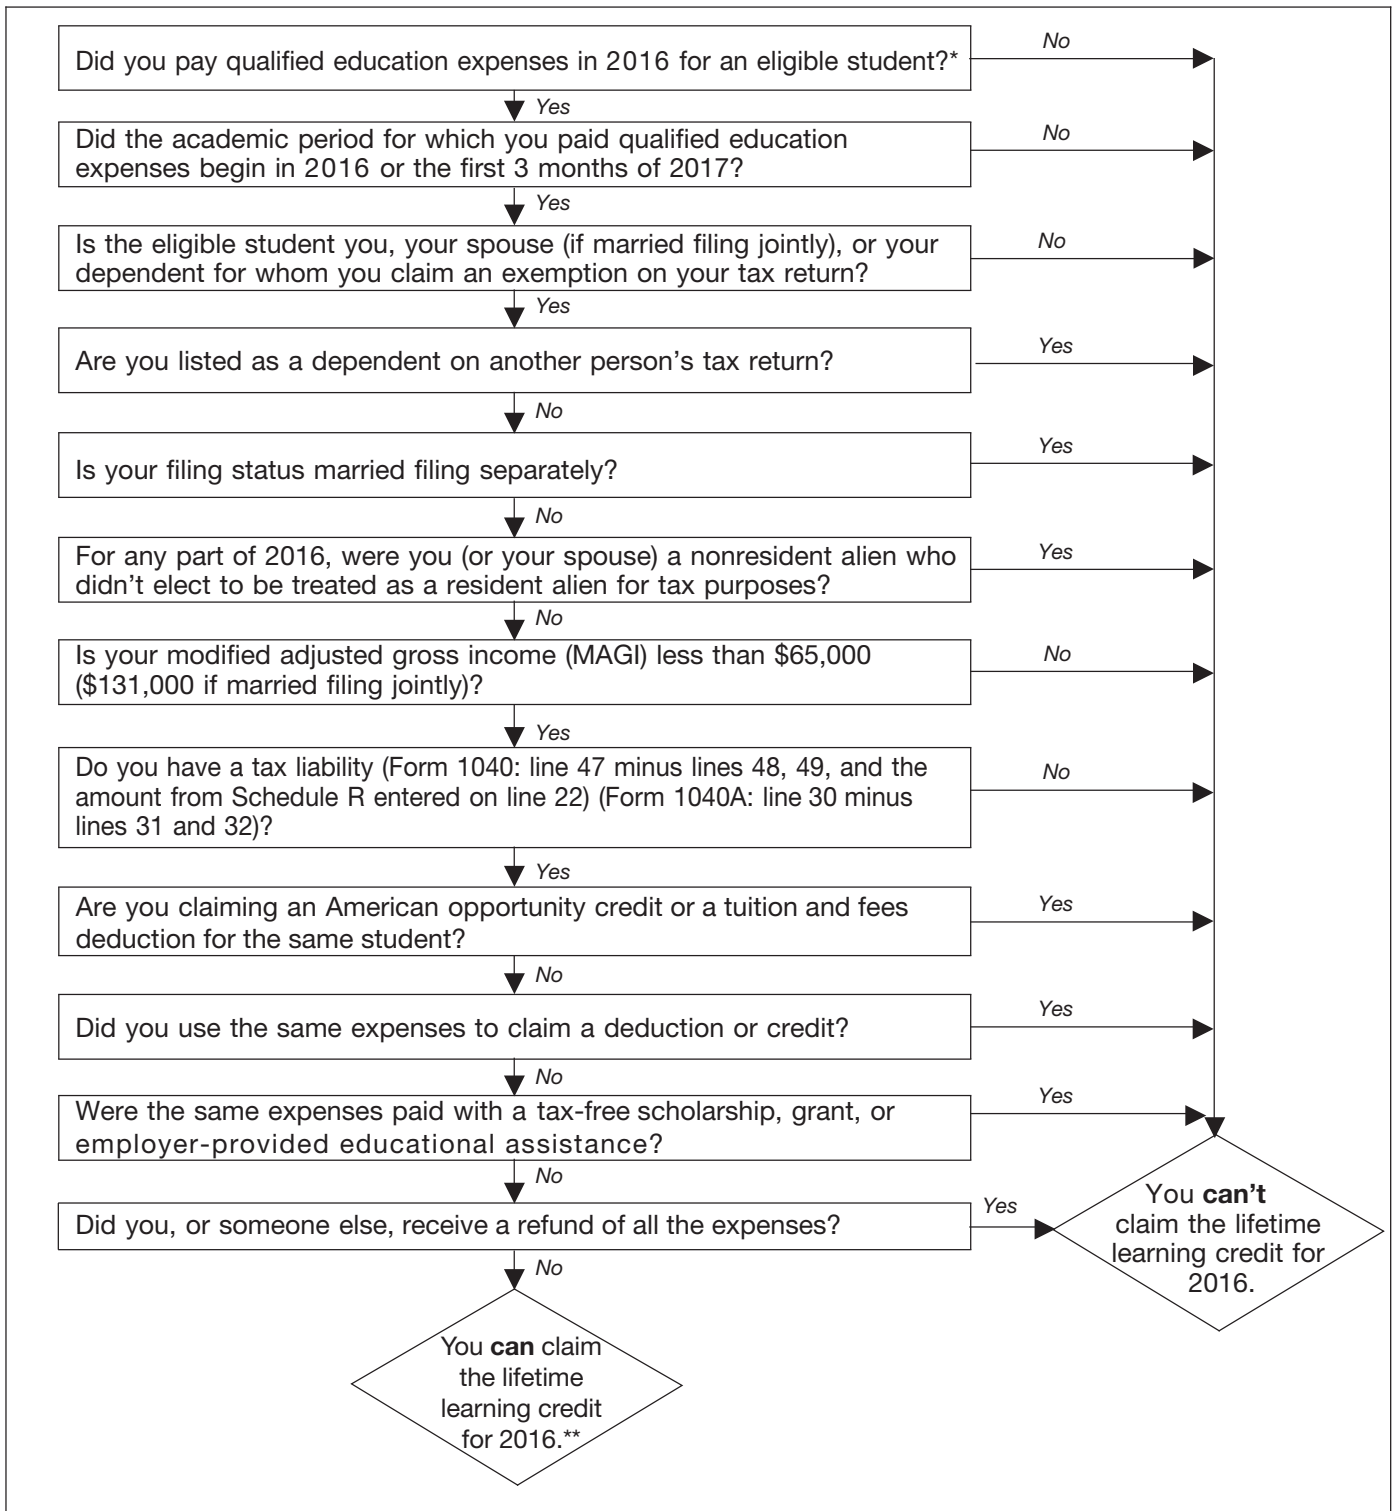 Did you pay qualified education expenses in 2016 for an eligible student?*
No
Yes
Did the academic period for which you paid qualified education
expenses begin in 2016 or the first 3 months of 2017?
No
Yes
Is the eligible student you, your spouse (if married filing jointly), or your
dependent for whom you claim an exemption on your tax return?
No
Yes
Are you listed as a dependent on another person's tax return?
Yes
No
Is your filing status married filing separately?
Yes
No
For any part of 2016, were you (or your spouse) a nonresident alien who
didn't elect to be treated as a resident alien for tax purposes?
Yes
No
Is your modified adjusted gross income (MAGI) less than $65,000
($131,000 if married filing jointly)?
No
Yes
Do you have a tax liability (Form 1040: line 47 minus lines 48, 49, and the
amount from Schedule R entered on line 22) (Form 1040A: line 30 minus
lines 31 and 32)?
No
Yes
Are you claiming an American opportunity credit or a tuition and fees
deduction for the same student?
Yes
No
Did you use the same expenses to claim a deduction or credit?
Yes
No
Were the same expenses paid with a tax-free scholarship, grant, or
employer-provided educational assistance?
Yes
No
Did you, or someone else, receive a refund of all the expenses?
Yes
No
You can't
claim the lifetime
learning credit for
2016.
You can claim
the lifetime
learning credit
for 2016.**